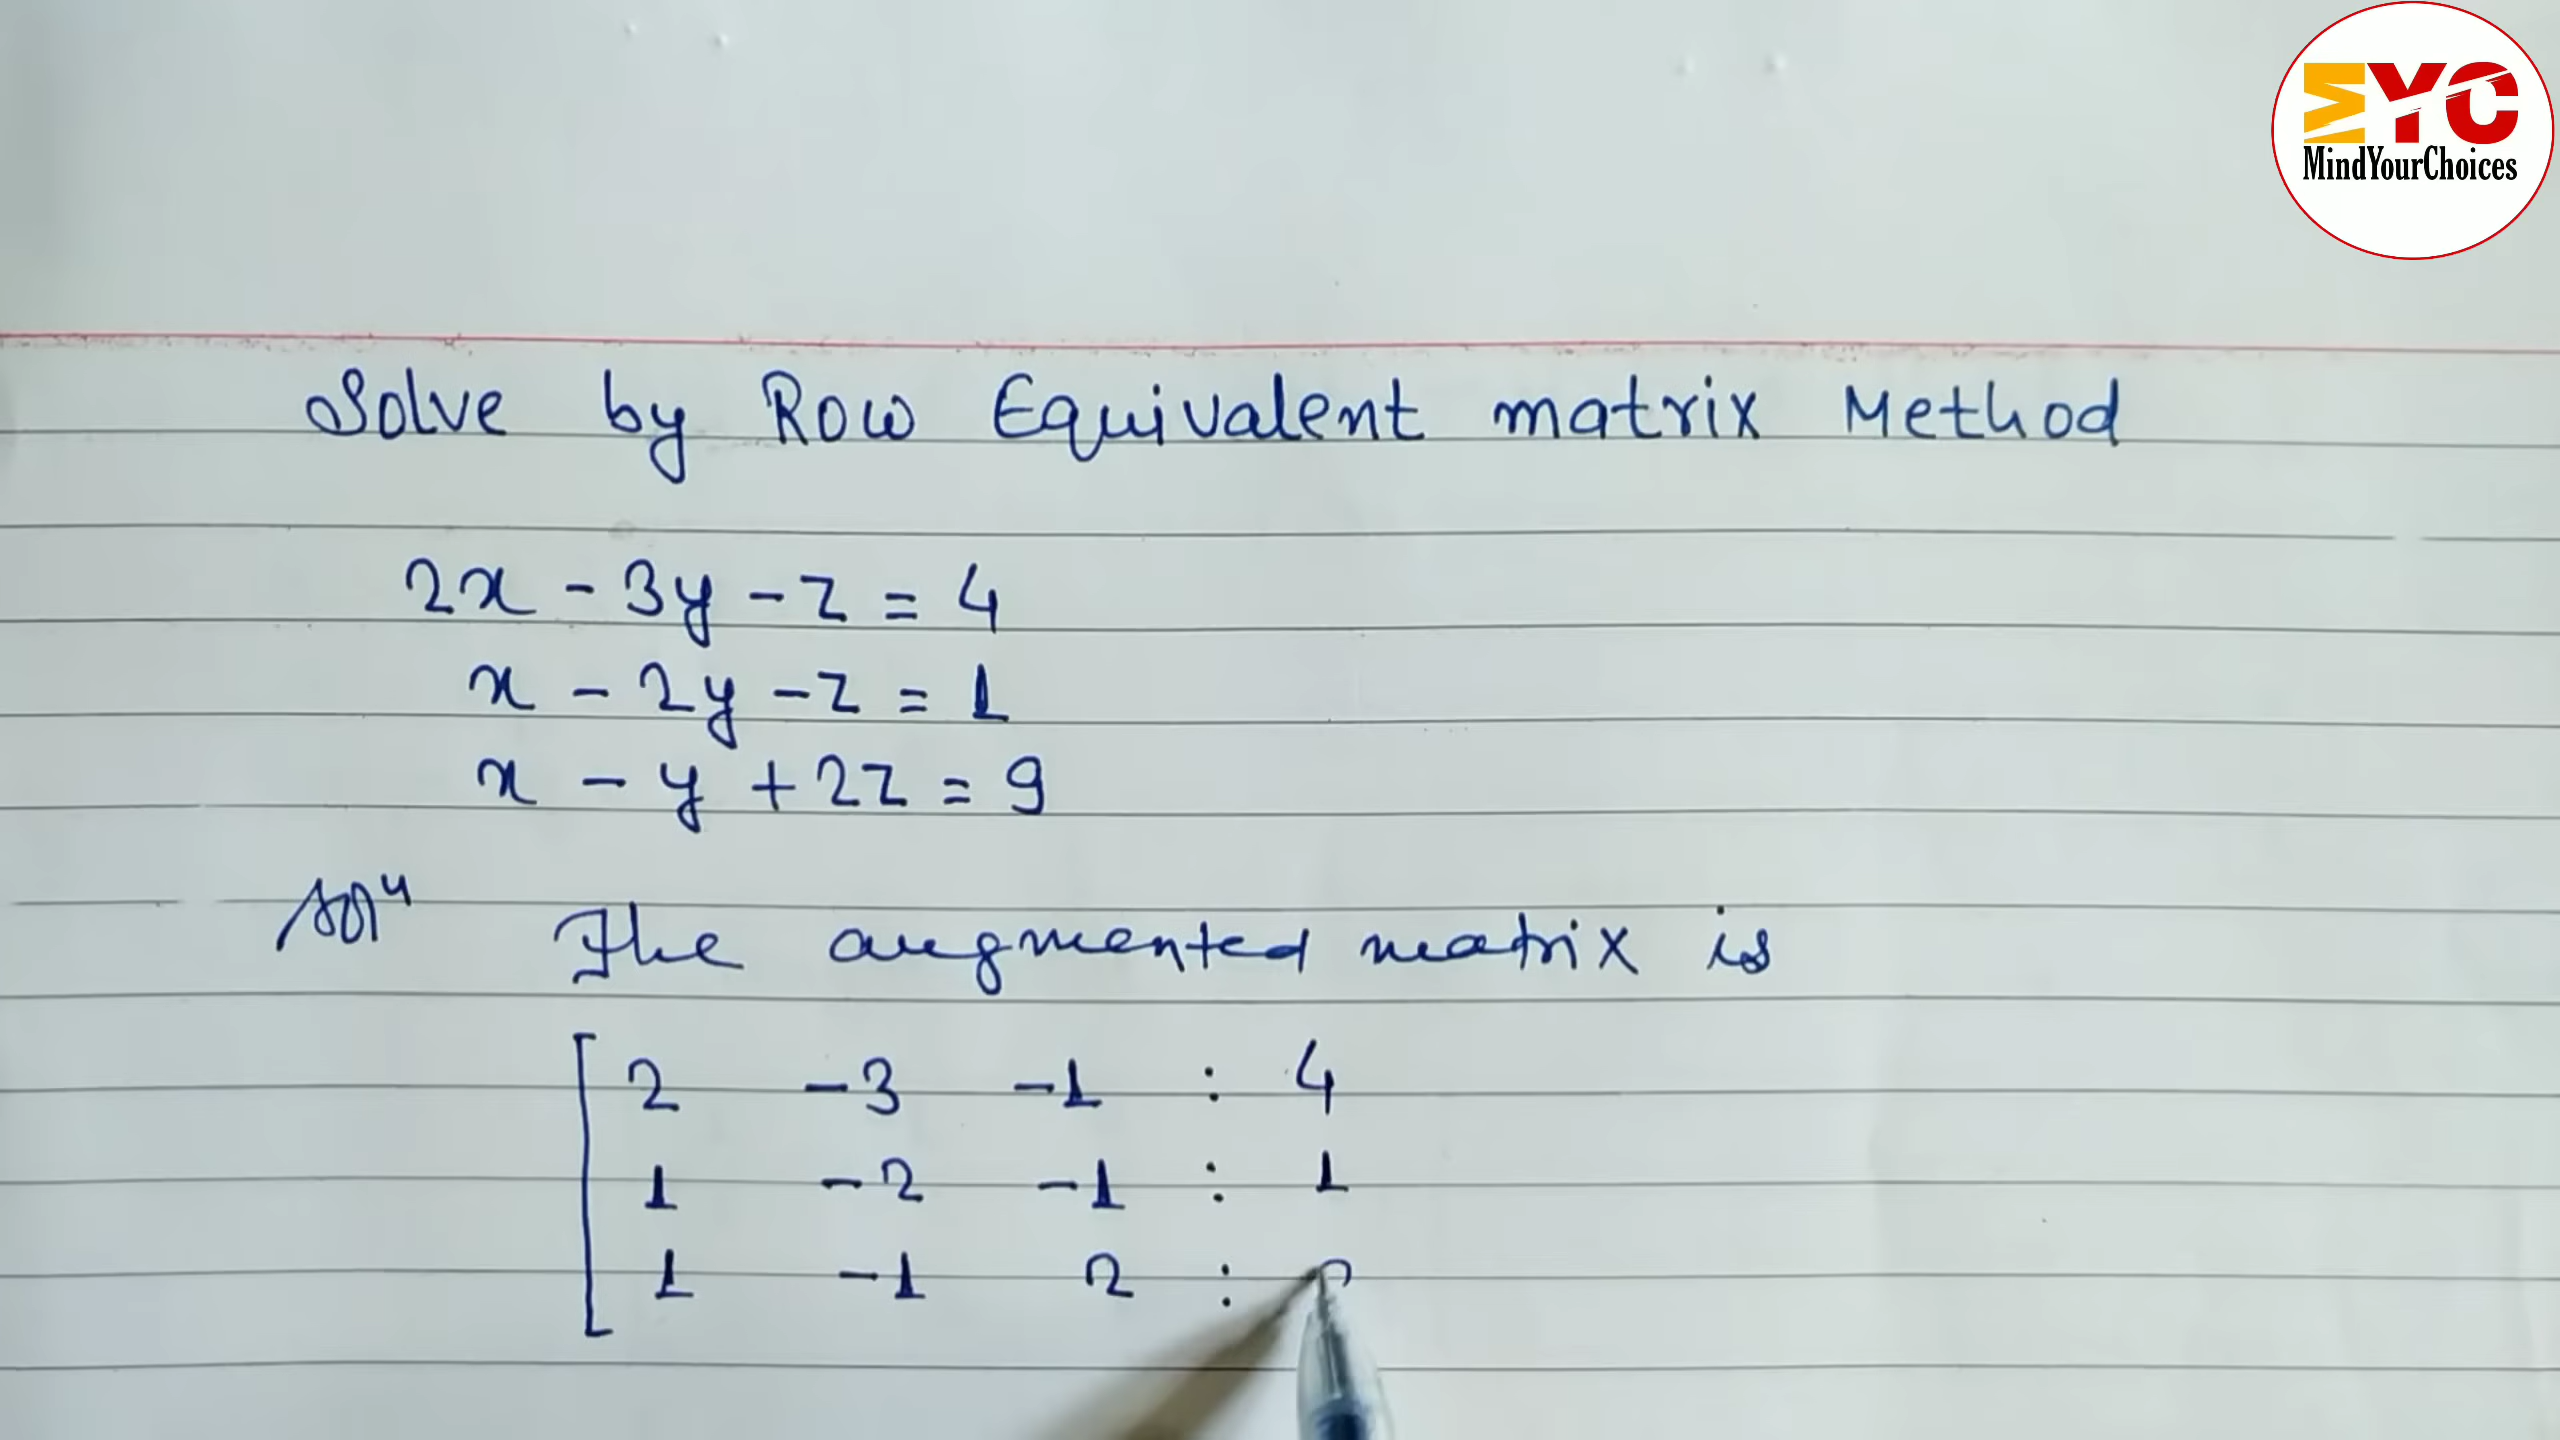 MYC
MindYourChoices
Solve by Row Equivalent matrix Method
2x - 3y - z = 4
x - 2y - z = 1
x - y + 2z = 9
Solⁿ The augmented matrix is
2 -3 -1 : 4
1 -2 -1 : 1
1 -1 2 :